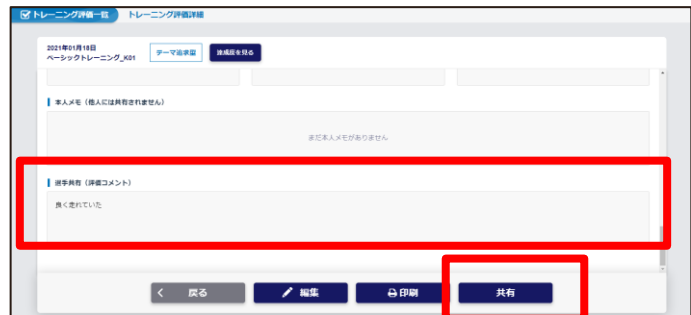 トレーニング評価一覧 トレーニング評価詳細
2021年01月18日
ベーシックトレーニング_K01
テーマ追求型 達成度を見る
本人メモ（他人には共有されません）
まだ本人メモがありません
選手共有（評価コメント）
良く走れていた
戻る 編集 印刷 共有